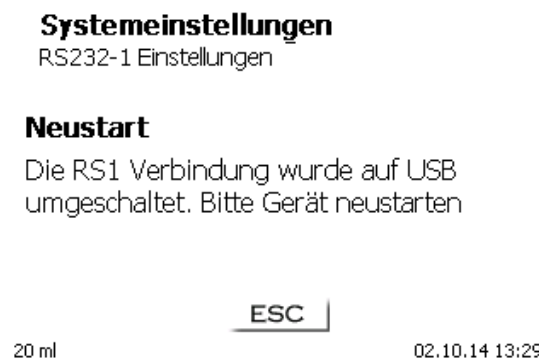 Systemeinstellungen
RS232-1 Einstellungen
Neustart
Die RS1 Verbindung wurde auf USB
umgeschaltet. Bitte Gerät neustarten
ESC
20 ml 02.10.14 13:29